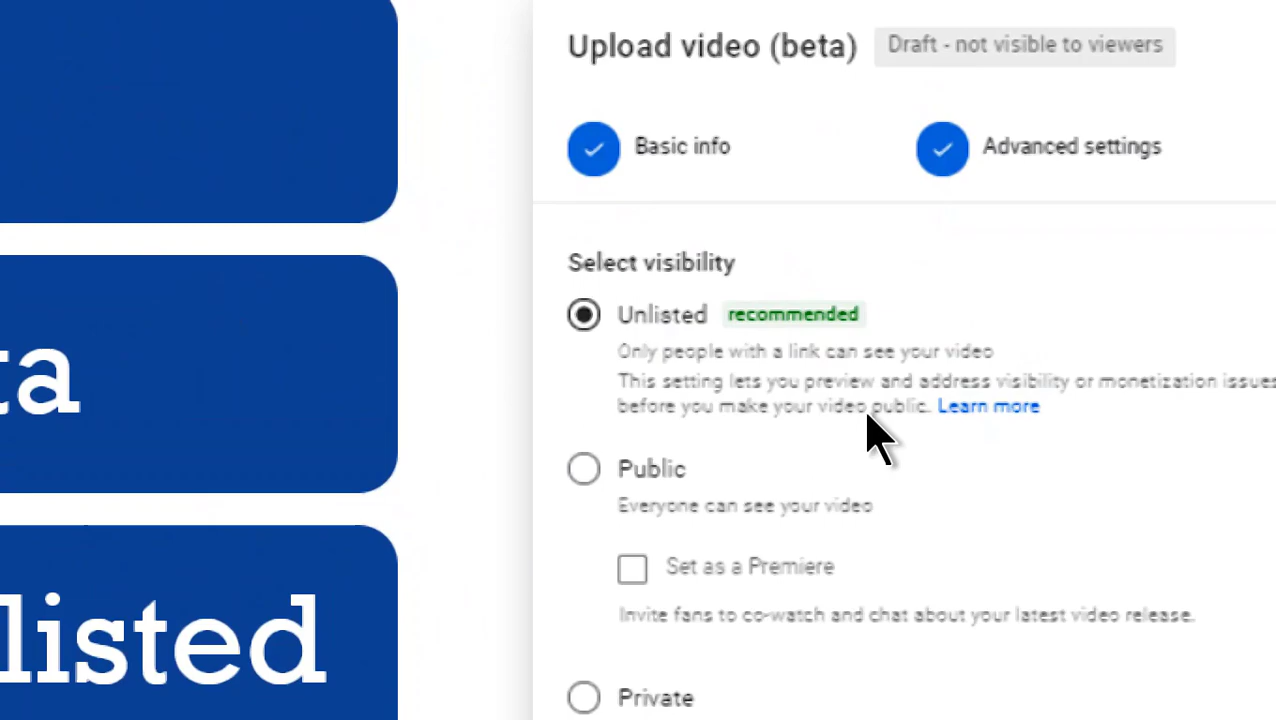 Upload video (beta) Draft - not visible to viewers
Basic info Advanced settings
Select visibility
Unlisted recommended
Only people with a link can see your video
This setting lets you preview and address visibility or monetization issues
before you make your video public. Learn more
Public
Everyone can see your video
Set as a Premiere
Invite fans to co-watch and chat about your latest video release.
Private
ta
listed